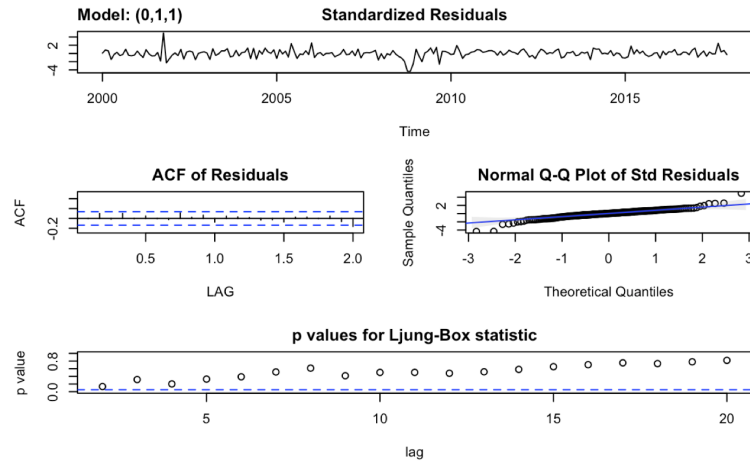 Model: (0,1,1) Standardized Residuals
2
-4
2000 2005 2010 2015
Time
ACF of Residuals
ACF
-0.2
0.5 1.0 1.5 2.0
LAG
Normal Q-Q Plot of Std Residuals
Sample Quantiles
2
-4
-3 -2 -1 0 1 2 3
Theoretical Quantiles
p values for Ljung-Box statistic
p value
0.8
0.0
5 10 15 20
lag